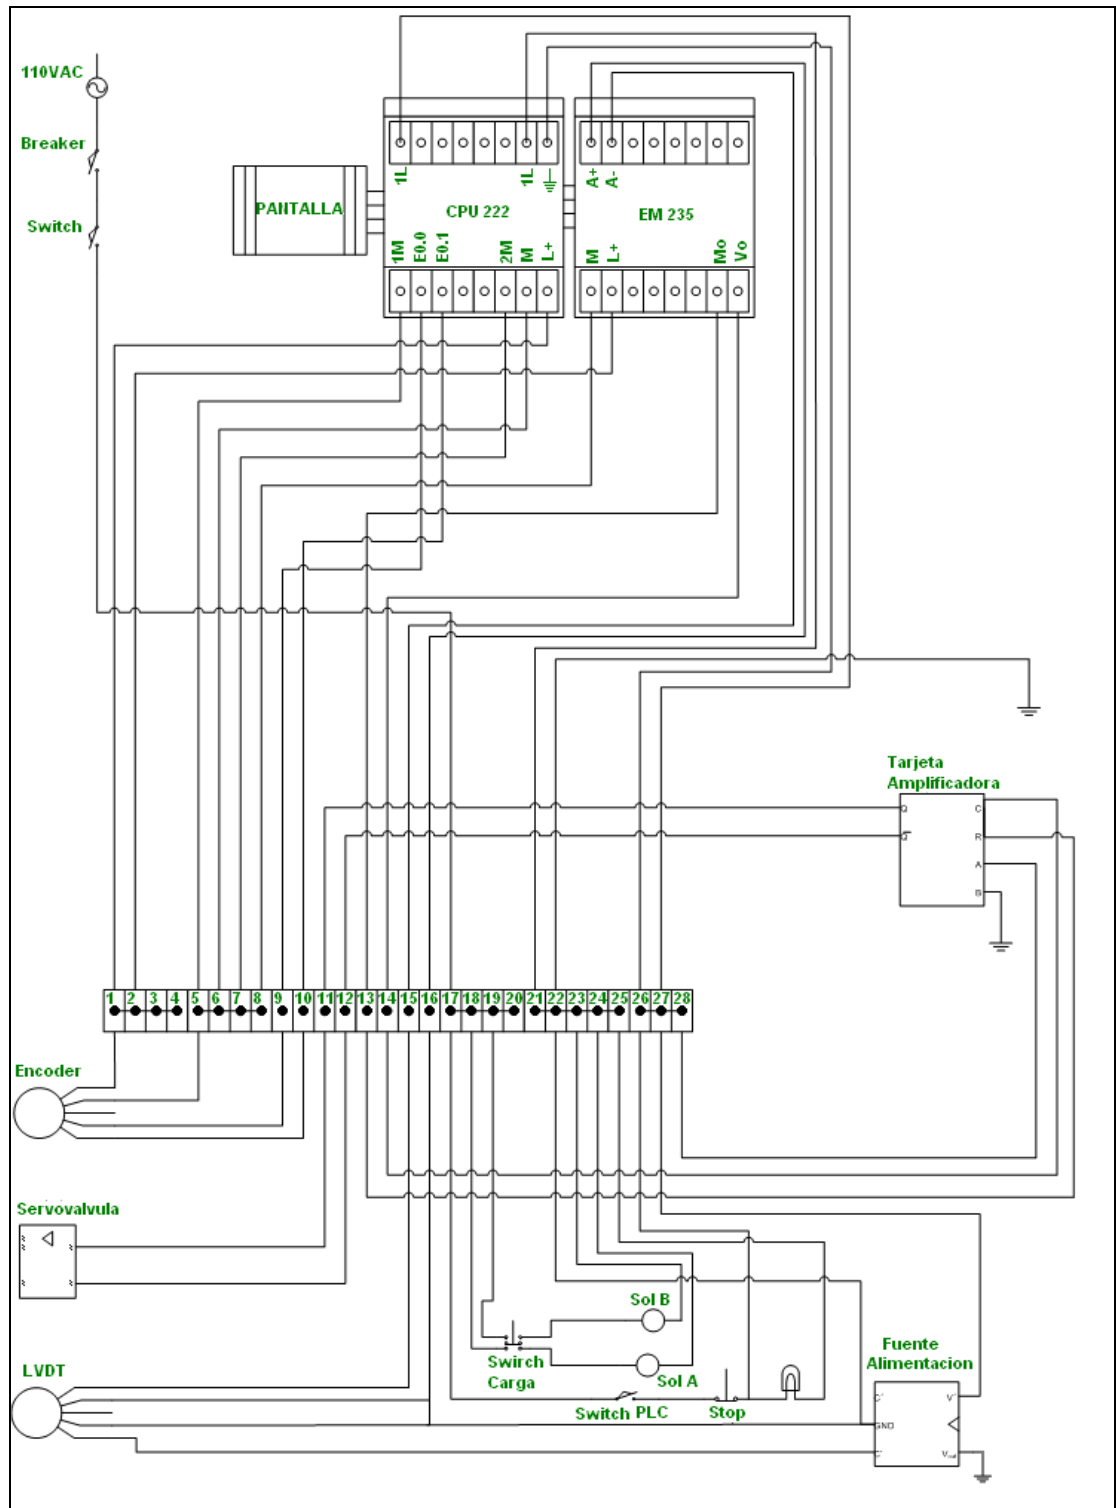 110VAC
Breaker
Switch
PANTALLA
1L
1L
CPU 222
1M
E0.0
E0.1
2M
M
L+
A+
A-
EM 235
M
L+
Mo
Vo
Tarjeta
Amplificadora
Q
C
Q
R
A
B
1 2 3 4 5 6 7 8 9 10 11 12 13 14 15 16 17 18 19 20 21 22 23 24 25 26 27 28
Encoder
Servovalvula
LVDT
Sol B
Swirch
Carga
Sol A
Switch PLC
Stop
Fuente
Alimentacion
C'
V'
GND
C'